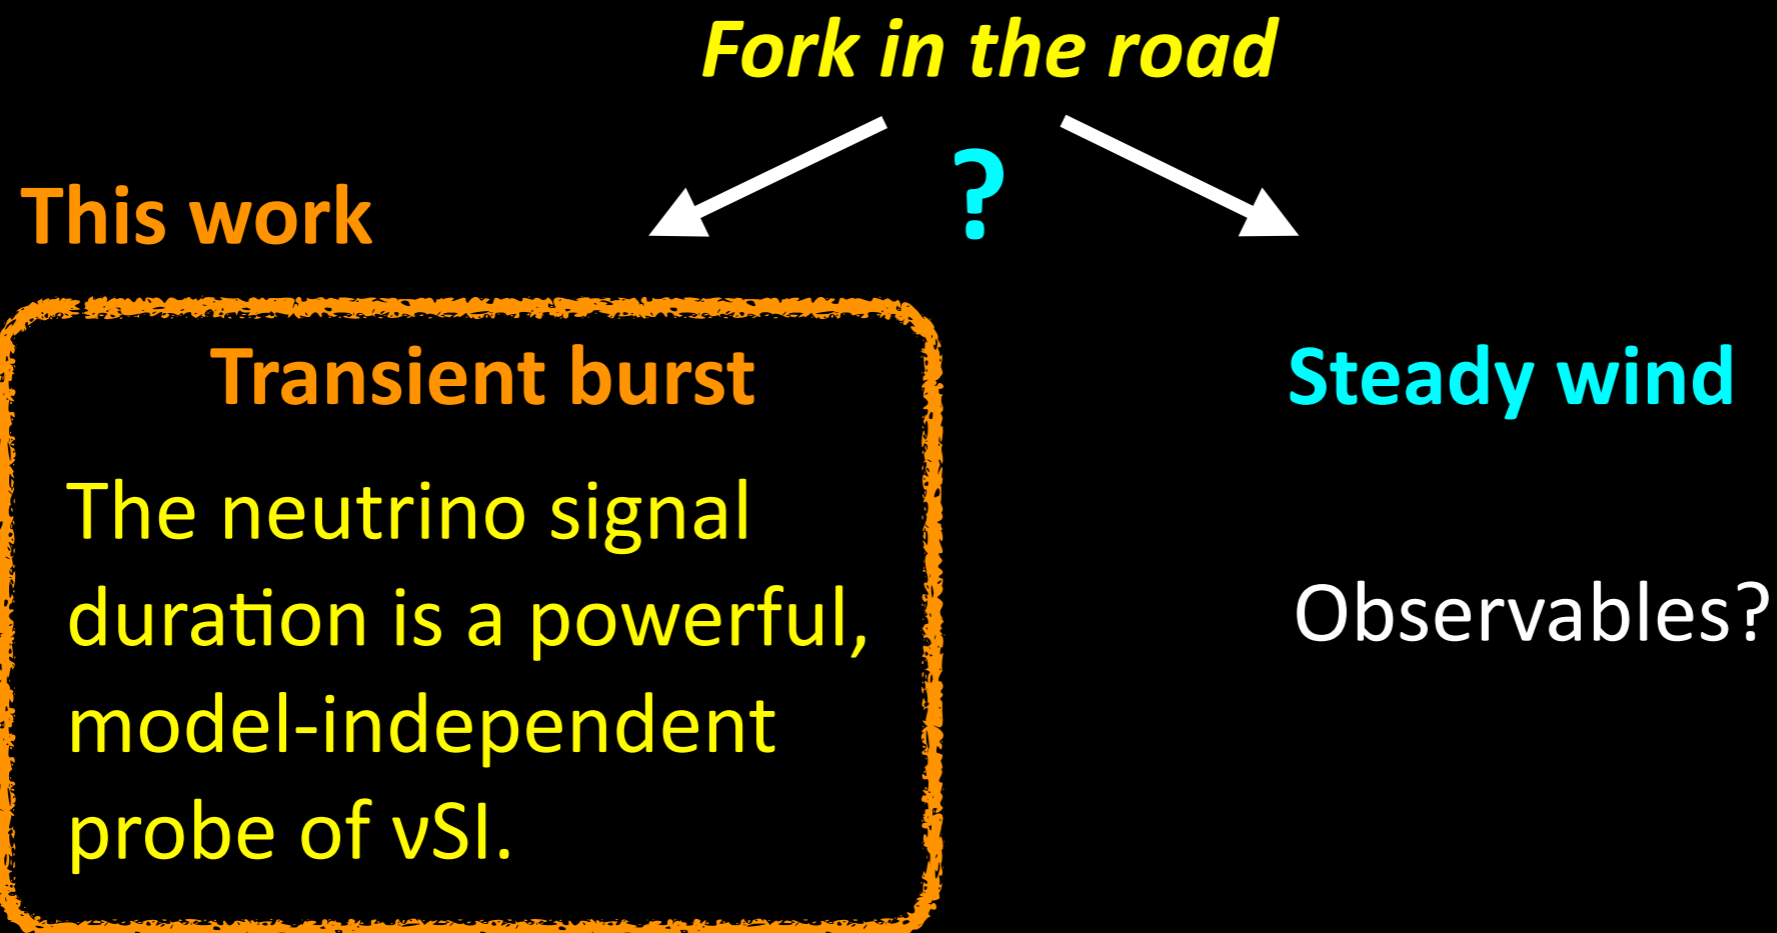 Fork in the road
?
This work
Transient burst
The neutrino signal
duration is a powerful,
model-independent
probe of νSI.
Steady wind
Observables?